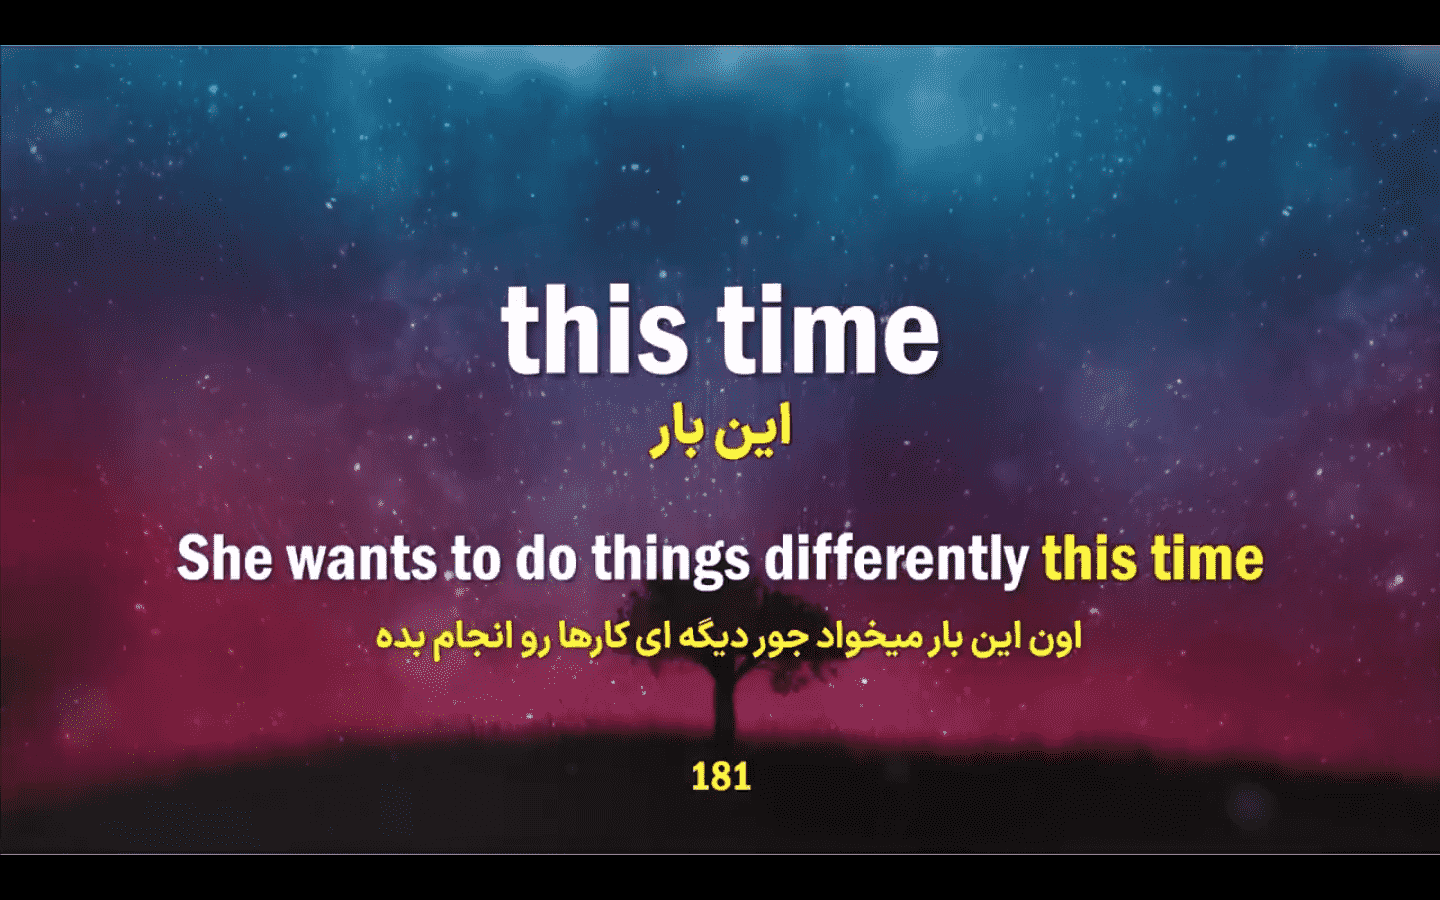 this time
این بار
She wants to do things differently this time
اون این بار میخواد جور دیگه ای کارها رو انجام بده
181